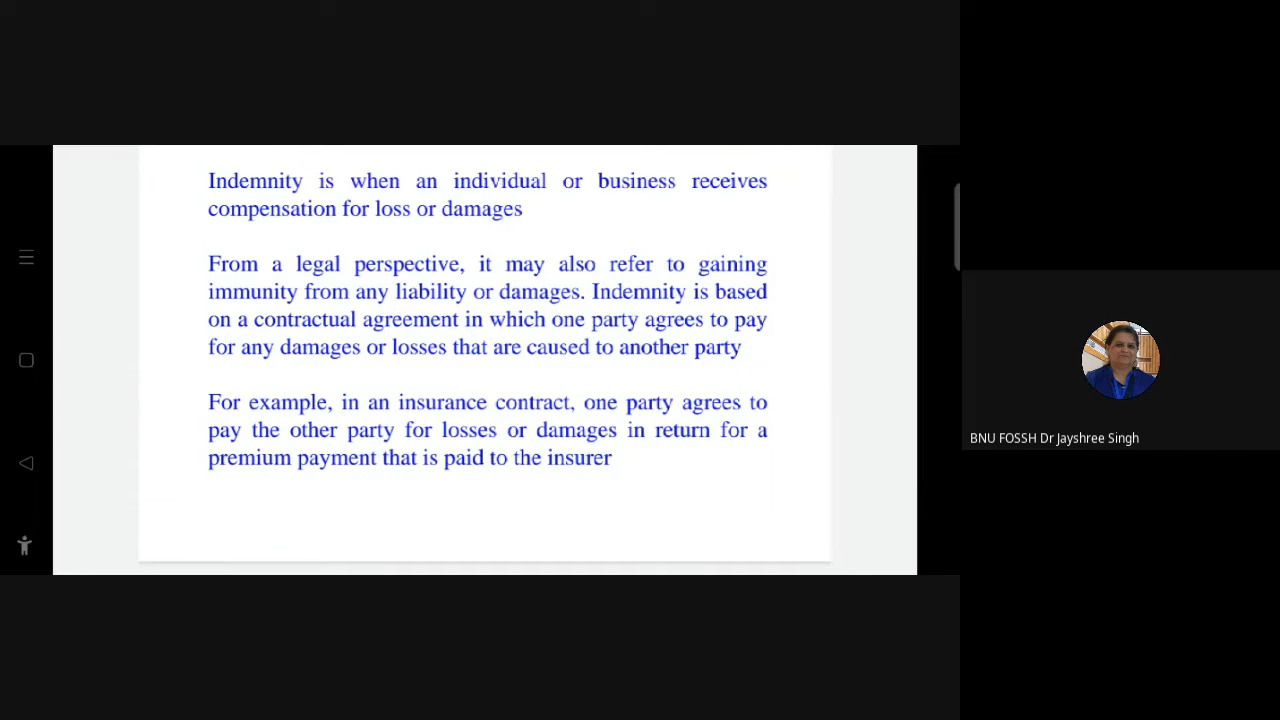 Indemnity is when an individual or business receives
compensation for loss or damages
From a legal perspective, it may also refer to gaining
immunity from any liability or damages. Indemnity is based
on a contractual agreement in which one party agrees to pay
for any damages or losses that are caused to another party
For example, in an insurance contract, one party agrees to
pay the other party for losses or damages in return for a
premium payment that is paid to the insurer
BNU FOSSH Dr Jayshree Singh